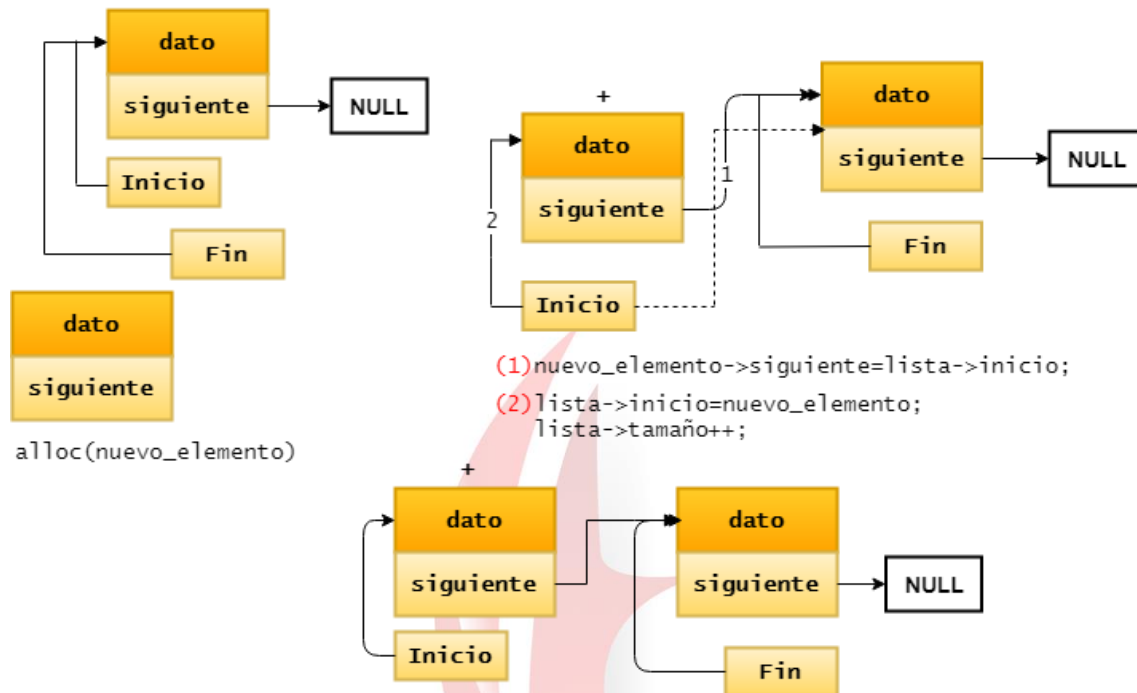 dato
siguiente
NULL
Inicio
Fin
dato
siguiente
alloc(nuevo_elemento)
+
dato
siguiente
1
2
Inicio
dato
siguiente
NULL
Fin
(1)nuevo_elemento->siguiente=lista->inicio;
(2)lista->inicio=nuevo_elemento;
lista->tamaño++;
+
dato
siguiente
Inicio
dato
siguiente
NULL
Fin